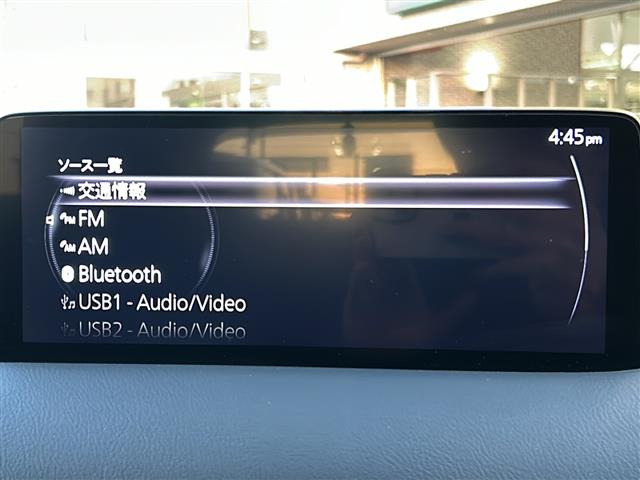 4:45pm
ソース一覧
交通情報
FM
AM
Bluetooth
USB1 - Audio/Video
USB2 - Audio/Video